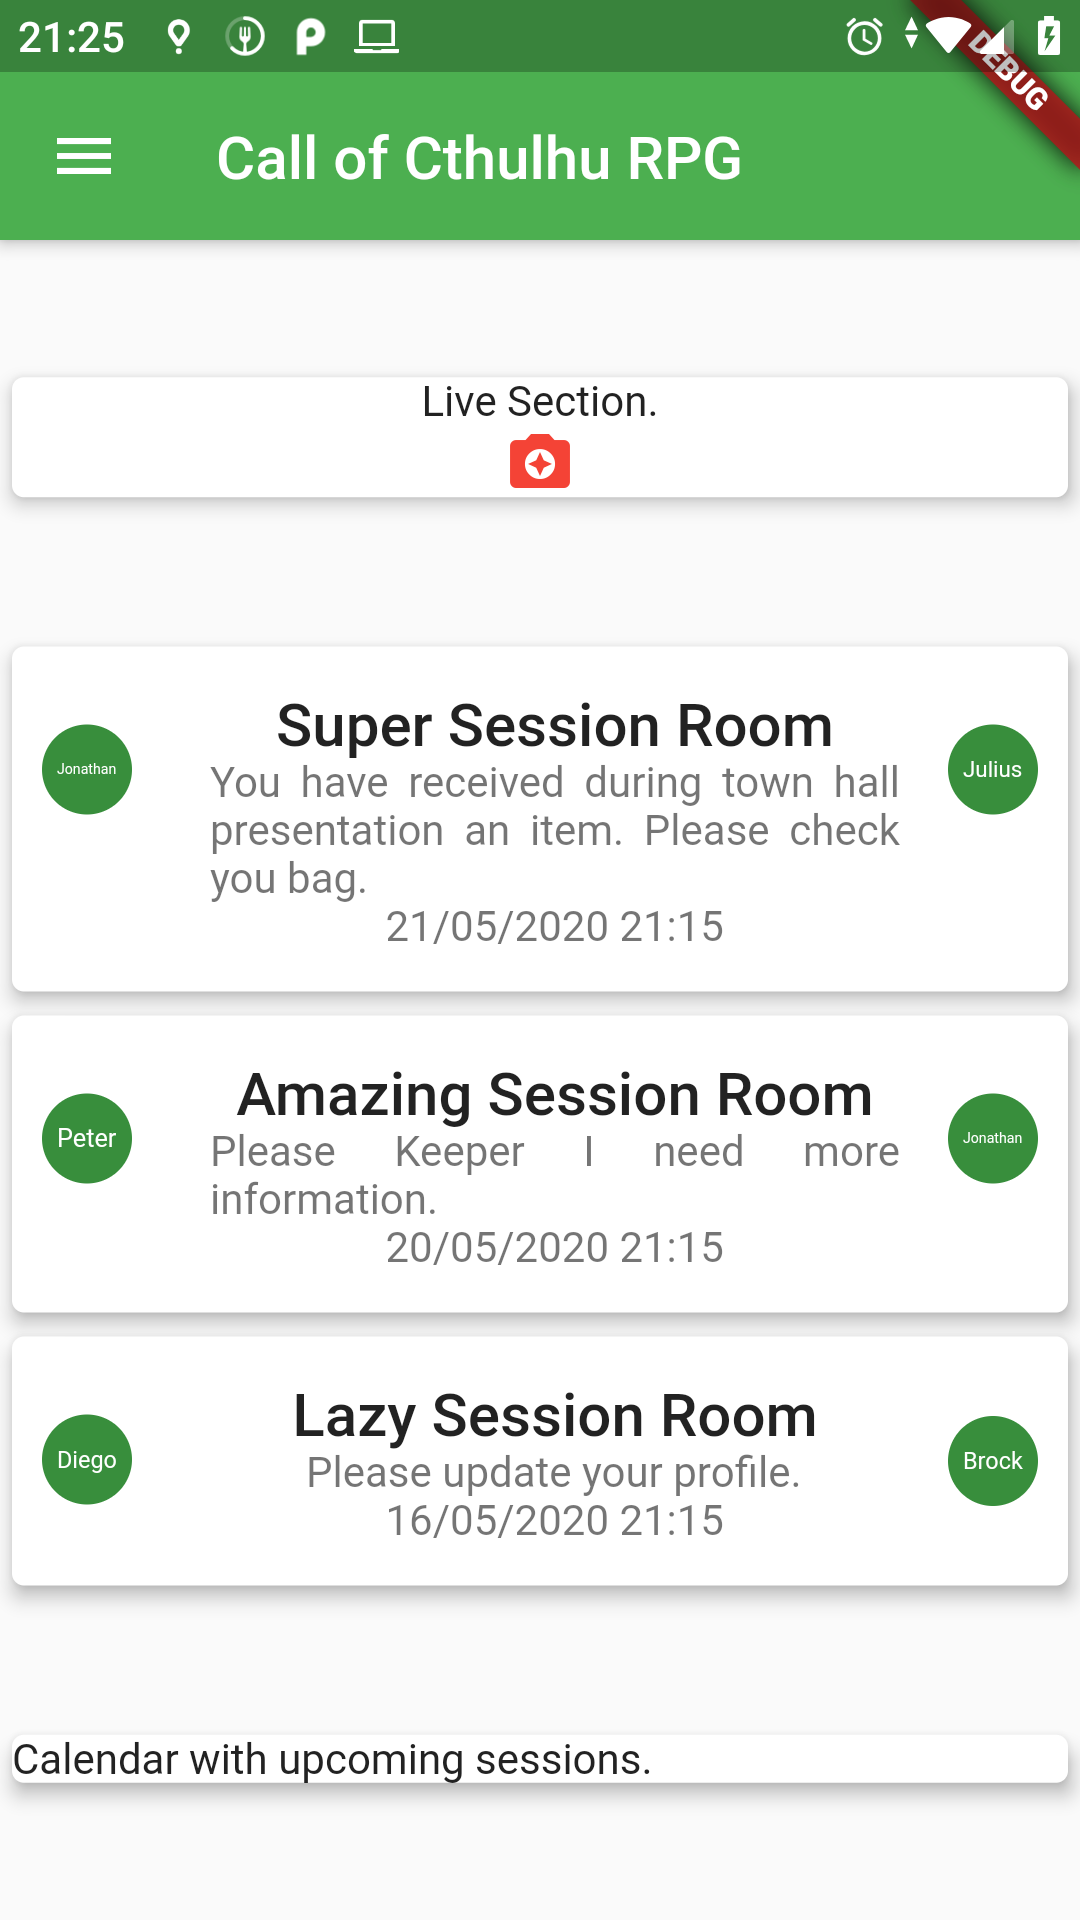 21:25
DEBUG
Call of Cthulhu RPG
Live Section.
Super Session Room
Jonathan
Julius
You have received during town hall
presentation an item. Please check
you bag.
21/05/2020 21:15
Amazing Session Room
Peter
Jonathan
Please Keeper I need more
information.
20/05/2020 21:15
Lazy Session Room
Diego
Brock
Please update your profile.
16/05/2020 21:15
Calendar with upcoming sessions.